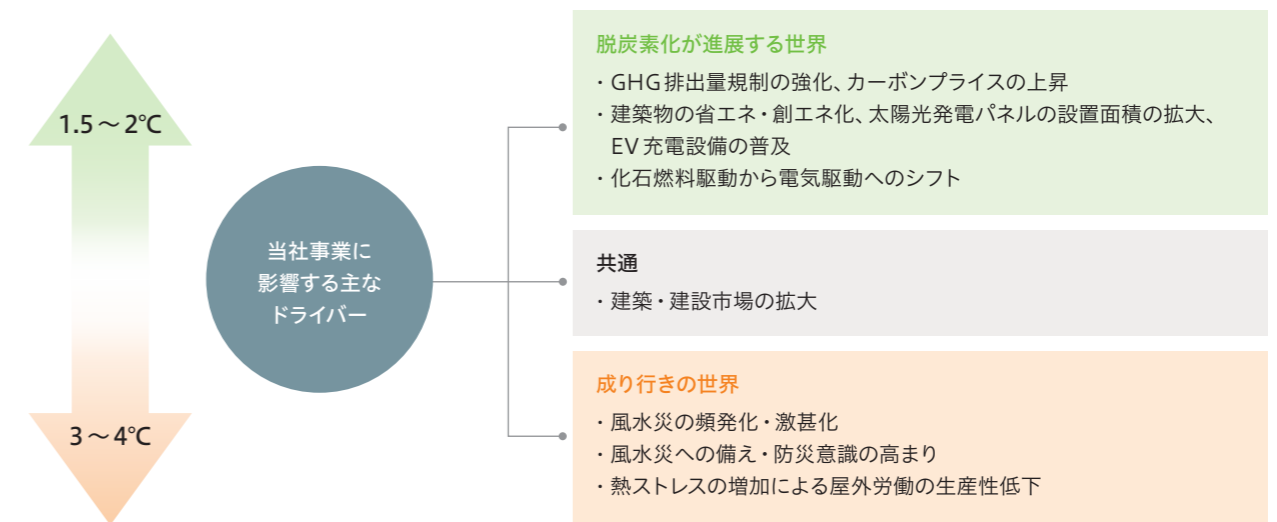 1.5～2℃
3～4℃
当社事業に
影響する主な
ドライバー
脱炭素化が進展する世界
・GHG排出量規制の強化、カーボンプライスの上昇
・建築物の省エネ・創エネ化、太陽光発電パネルの設置面積の拡大、
EV充電設備の普及
・化石燃料駆動から電気駆動へのシフト
共通
・建築・建設市場の拡大
成り行きの世界
・風水災の頻発化・激甚化
・風水災への備え・防災意識の高まり
・熱ストレスの増加による屋外労働の生産性低下